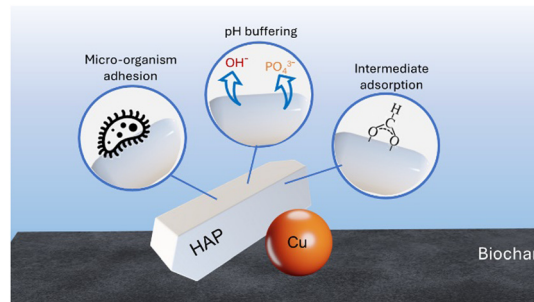 pH buffering
Micro-organism
adhesion
OH⁻
PO₄³⁻
Intermediate
adsorption
H
C
O O
HAP
Cu
Biochar